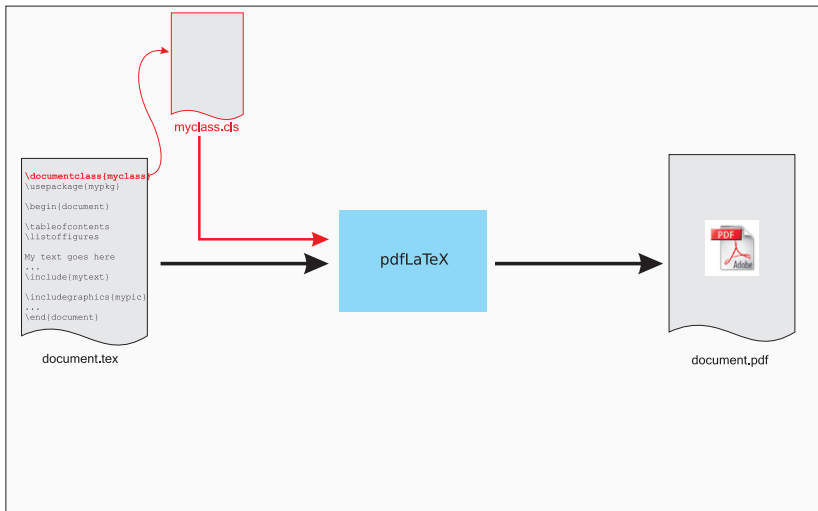 myclass.cls
\documentclass{myclass}
\usepackage{mypkg}
\begin{document}
\tableofcontents
\listoffigures
My text goes here
...
\include{mytext}
\includegraphics{mypic}
...
\end{document}
document.tex
pdfLaTeX
PDF
Adobe
document.pdf